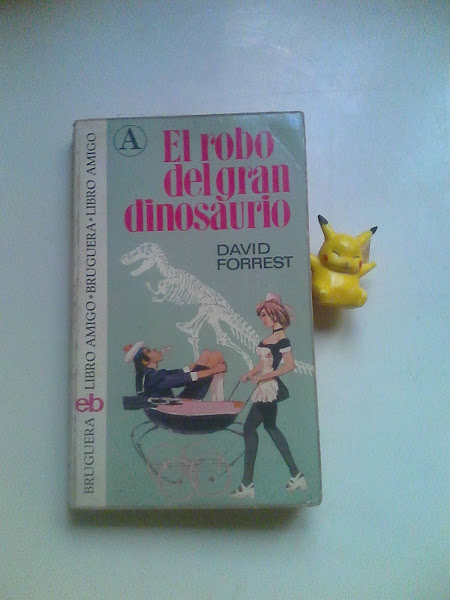 A
El robo
del gran
dinosaurio
DAVID
FORREST
BRUGUERA eb LIBRO AMIGO • BRUGUERA • LIBRO AMIGO